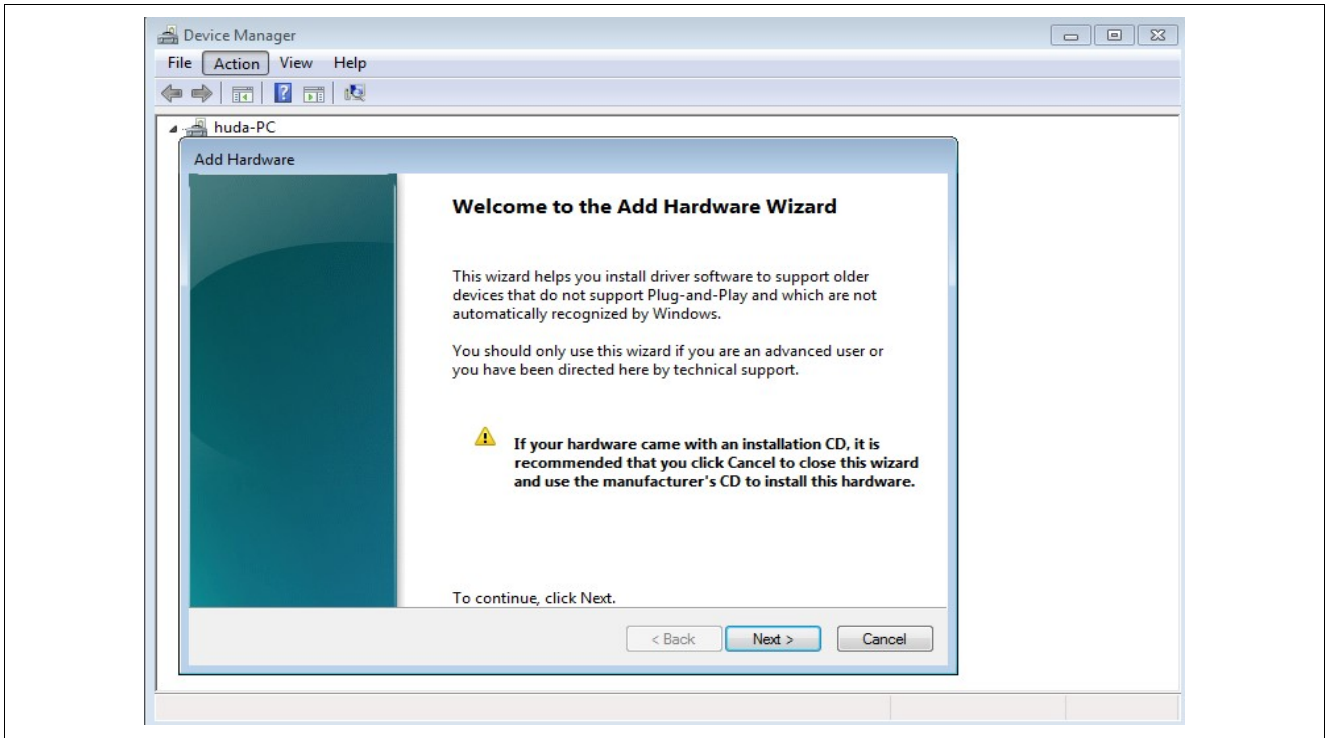 Device Manager
File Action View Help
huda-PC
Add Hardware
Welcome to the Add Hardware Wizard
This wizard helps you install driver software to support older
devices that do not support Plug-and-Play and which are not
automatically recognized by Windows.
You should only use this wizard if you are an advanced user or
you have been directed here by technical support.
If your hardware came with an installation CD, it is
recommended that you click Cancel to close this wizard
and use the manufacturer's CD to install this hardware.
To continue, click Next.
< Back Next > Cancel